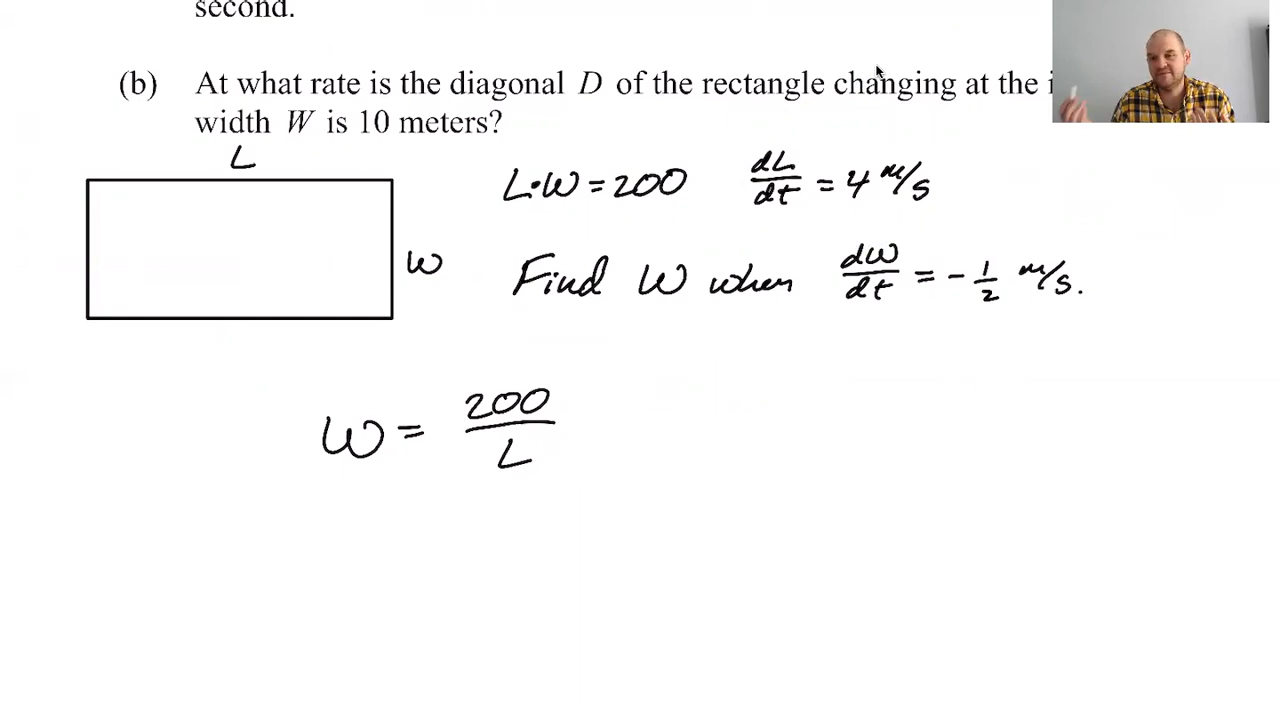 second.
(b) At what rate is the diagonal D of the rectangle changing at the
width W is 10 meters?
L
L·W = 200 dL/dt = 4 m/s
W
Find W when dW/dt = -1/2 m/s.
W = 200/L